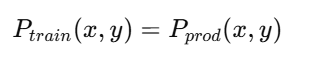 P_{train}(x, y) = P_{prod}(x, y)